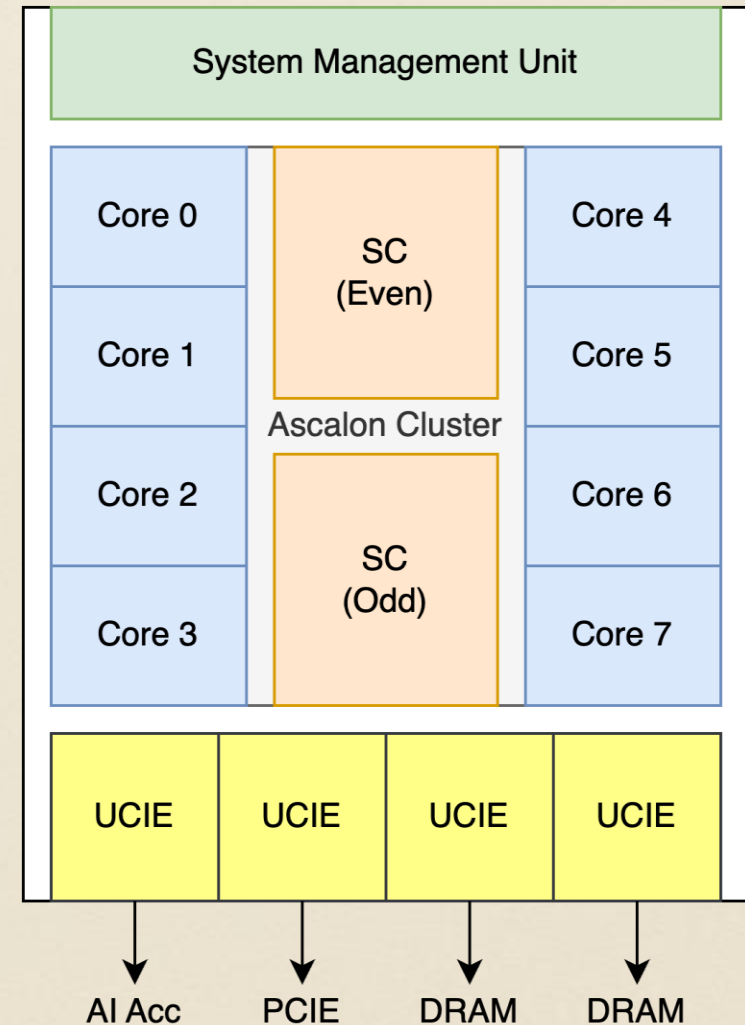 System Management Unit
Core 0
Core 1
Core 2
Core 3
SC
(Even)
Ascalon Cluster
SC
(Odd)
Core 4
Core 5
Core 6
Core 7
UCIE
UCIE
UCIE
UCIE
AI Acc
PCIE
DRAM
DRAM